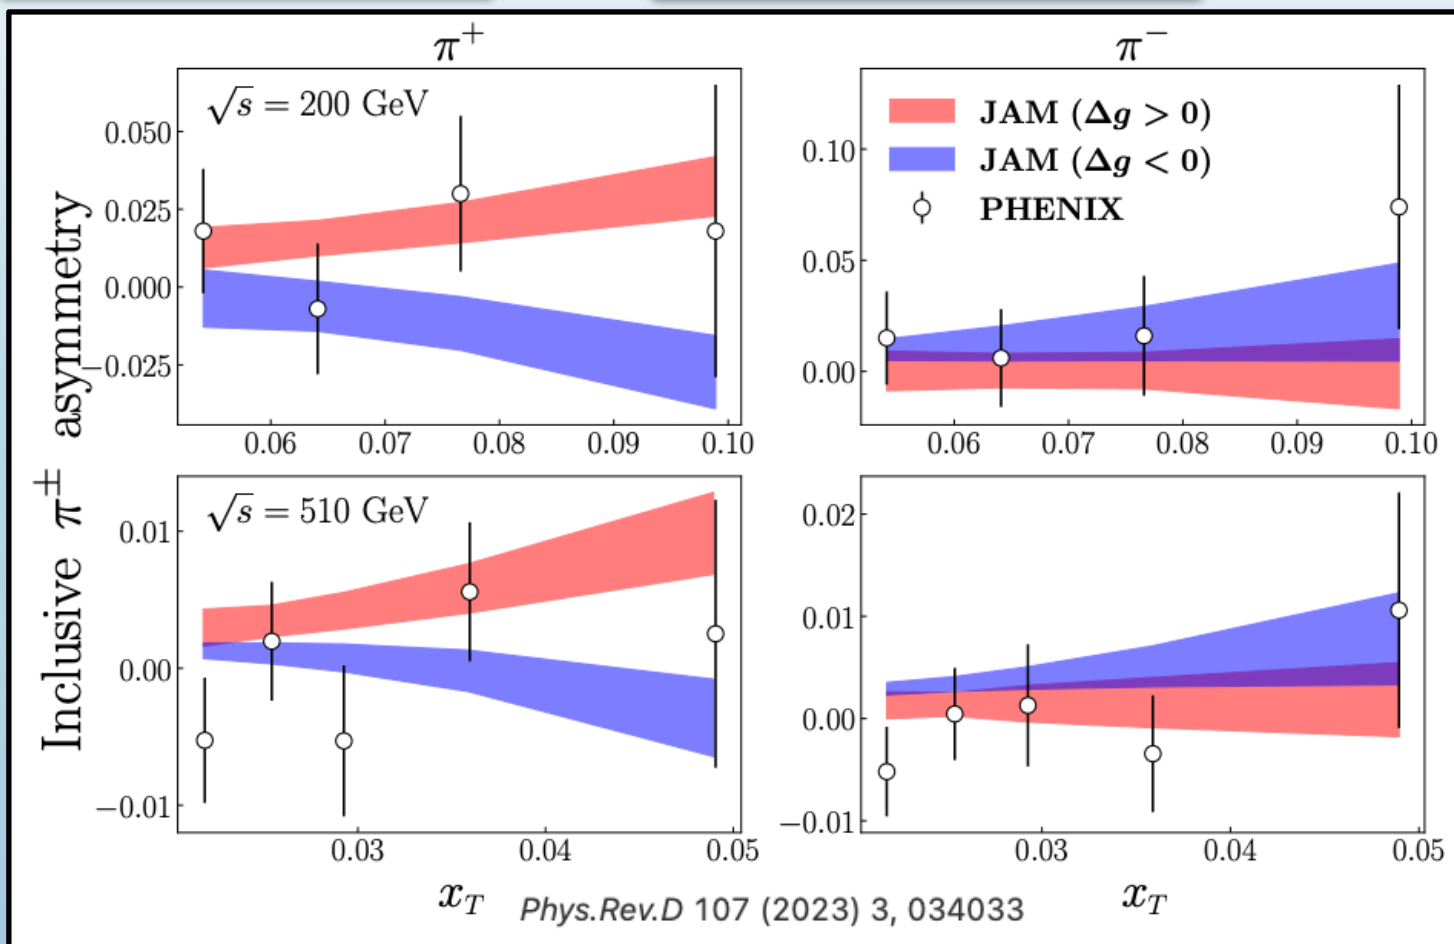 π⁺
π⁻
√s = 200 GeV
JAM (Δg > 0)
JAM (Δg < 0)
PHENIX
0.050
0.025
0.000
−0.025
0.10
0.05
0.00
0.06 0.07 0.08 0.09 0.10
0.06 0.07 0.08 0.09 0.10
Inclusive π± asymmetry
√s = 510 GeV
0.01
0.00
−0.01
0.02
0.01
0.00
−0.01
0.03 0.04 0.05
0.03 0.04 0.05
x_T
Phys.Rev.D 107 (2023) 3, 034033
x_T